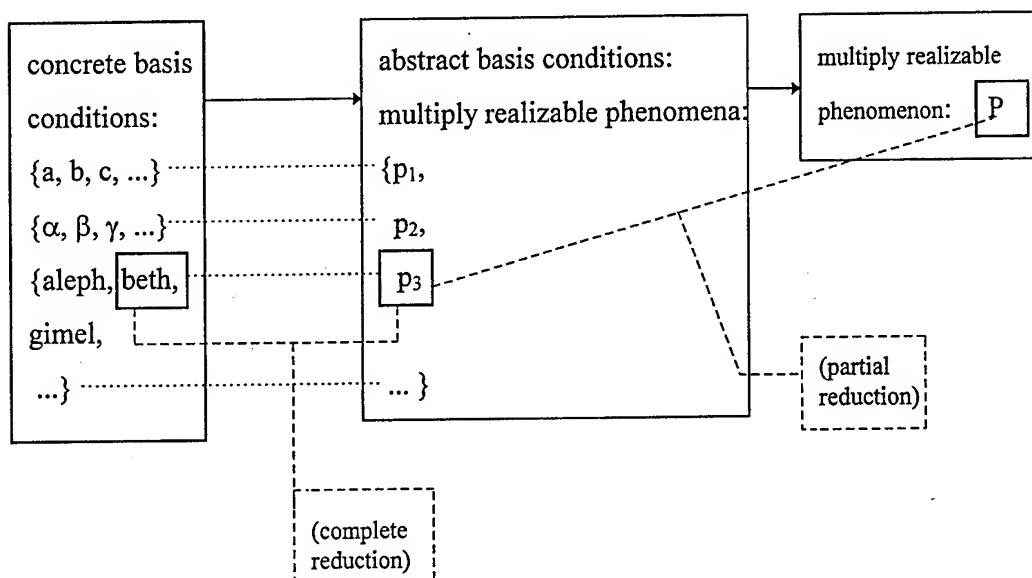 concrete basis
conditions:
{a, b, c, ...}
{α, β, γ, ...}
{aleph, beth,
gimel,
...}
abstract basis conditions:
multiply realizable phenomena:
{p₁,
p₂,
p₃
... }
multiply realizable
phenomenon: P
(partial
reduction)
(complete
reduction)